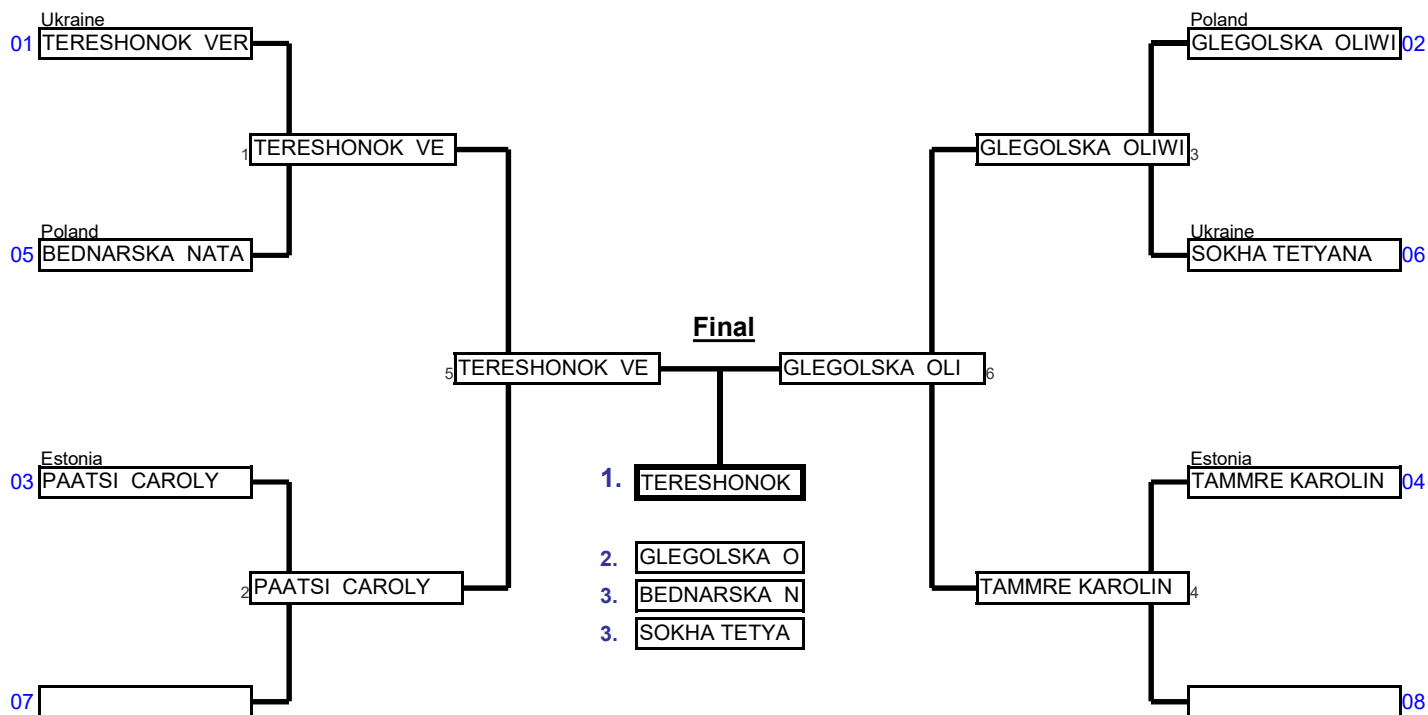 Ukraine
01 TERESHONOK VER
Poland
GLEGOLSKA OLIWI 02
1 TERESHONOK VE
GLEGOLSKA OLIWI 3
Poland
05 BEDNARSKA NATA
Ukraine
SOKHA TETYANA 06
Final
5 TERESHONOK VE
GLEGOLSKA OLI 6
Estonia
03 PAATSI CAROLY
1. TERESHONOK
Estonia
TAMMRE KAROLIN 04
2. GLEGOLSKA O
2 PAATSI CAROLY
3. BEDNARSKA N
TAMMRE KAROLIN 4
3. SOKHA TETYA
07
08